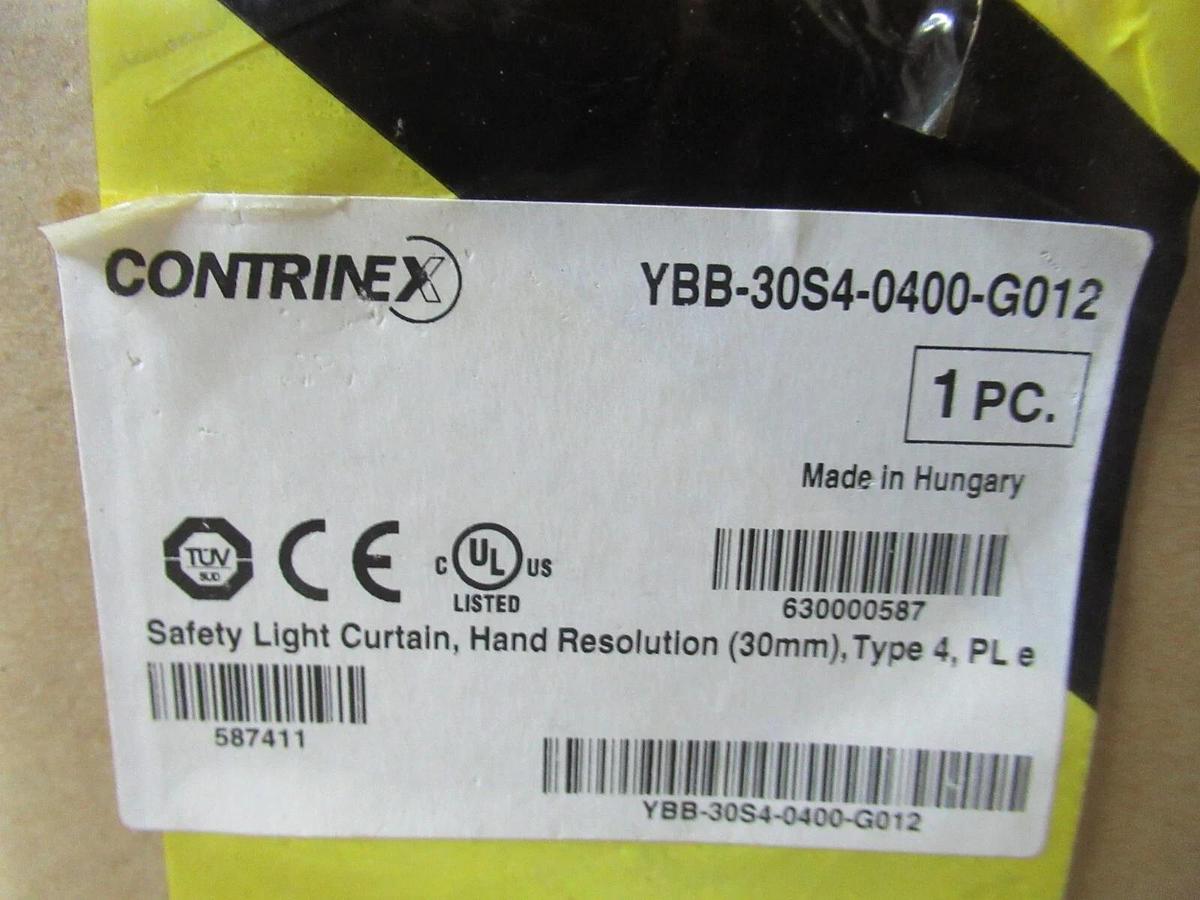 CONTRINEX
YBB-30S4-0400-G012
1 PC.
Made in Hungary
TÜV
SÜD
CE
C UL US
LISTED
630000587
Safety Light Curtain, Hand Resolution (30mm), Type 4, PL e
587411
YBB-30S4-0400-G012